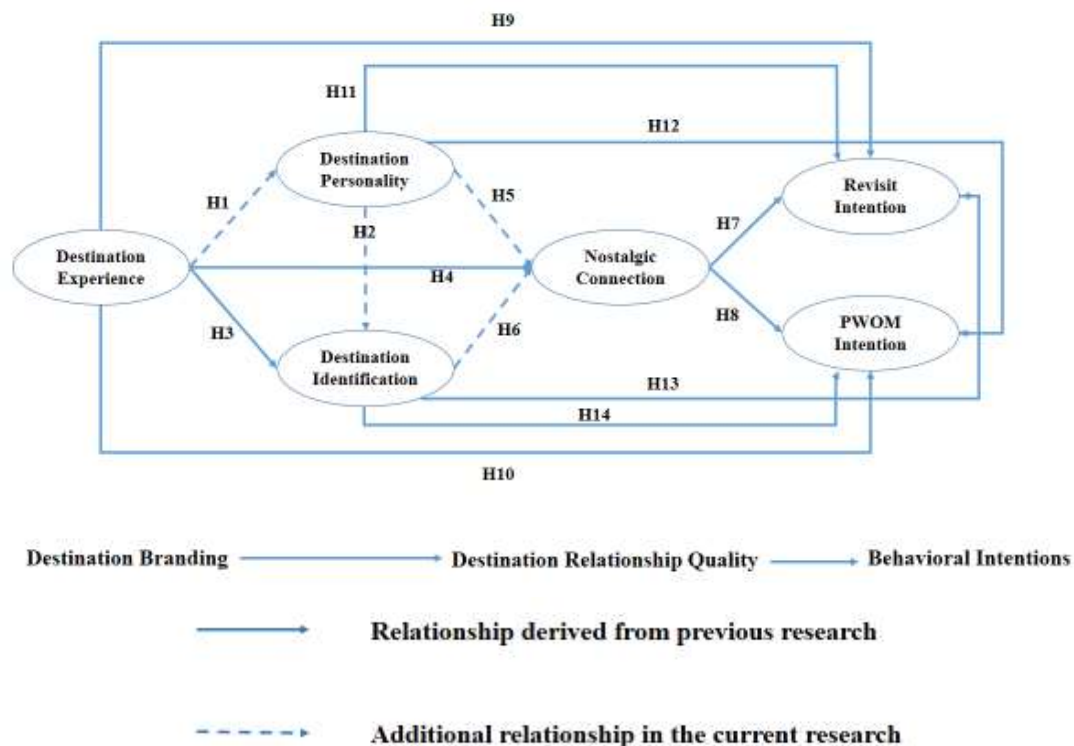 H9
H11
H12
Destination
Personality
Revisit
Intention
H1
H5
H2
H7
Destination
Experience
H4
Nostalgic
Connection
H3
H6
H8
PWOM
Intention
Destination
Identification
H13
H14
H10
Destination Branding
Destination Relationship Quality
Behavioral Intentions
Relationship derived from previous research
Additional relationship in the current research